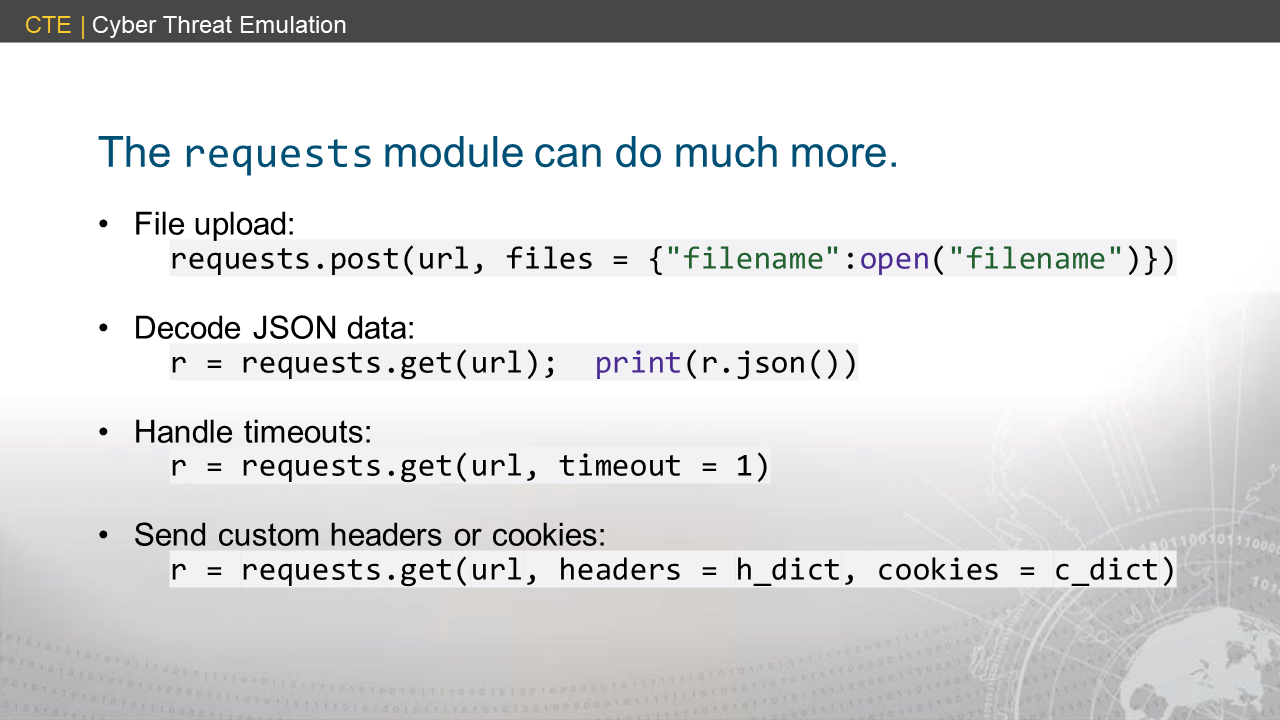 CTE | Cyber Threat Emulation
The requests module can do much more.
• File upload:
requests.post(url, files = {"filename":open("filename")})
• Decode JSON data:
r = requests.get(url);  print(r.json())
• Handle timeouts:
r = requests.get(url, timeout = 1)
• Send custom headers or cookies:
r = requests.get(url, headers = h_dict, cookies = c_dict)